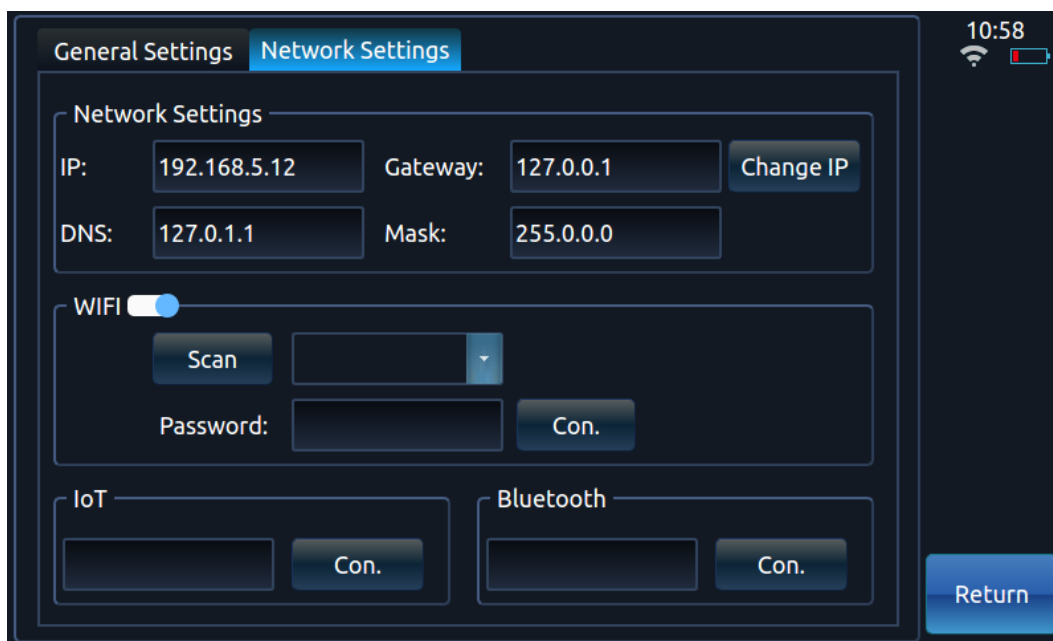 General Settings Network Settings
10:58
Network Settings
IP: 192.168.5.12 Gateway: 127.0.0.1 Change IP
DNS: 127.0.1.1 Mask: 255.0.0.0
WIFI
Scan
Password: Con.
IoT Bluetooth
Con. Con.
Return